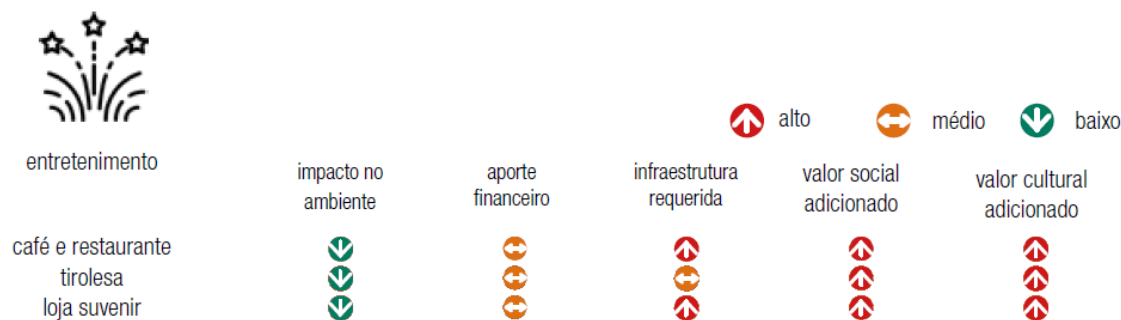 alto médio baixo
entretenimento
impacto no ambiente
aporte financeiro
infraestrutura requerida
valor social adicionado
valor cultural adicionado
café e restaurante
tirolesa
loja suvenir